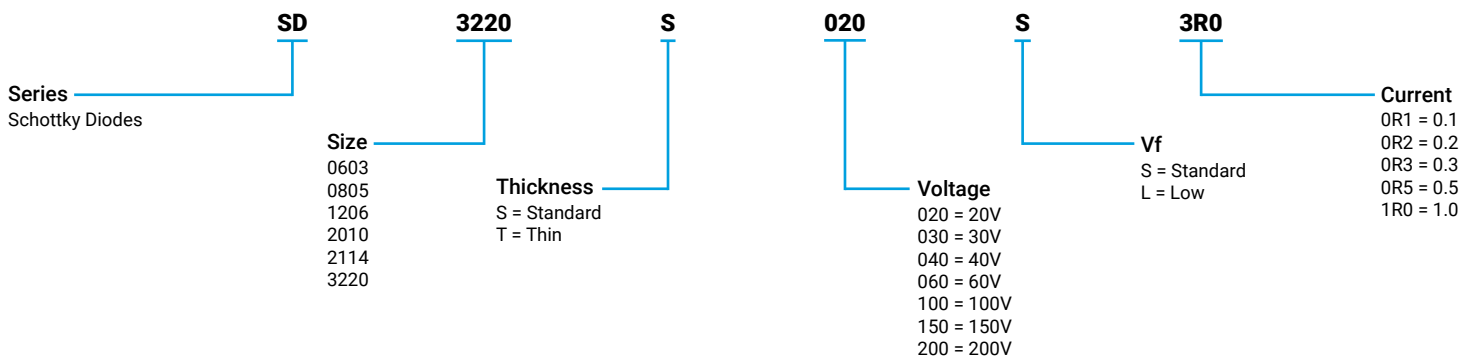 SD 3220 S 020 S 3R0
Series
Schottky Diodes
Size
0603
0805
1206
2010
2114
3220
Thickness
S = Standard
T = Thin
Voltage
020 = 20V
030 = 30V
040 = 40V
060 = 60V
100 = 100V
150 = 150V
200 = 200V
Vf
S = Standard
L = Low
Current
0R1 = 0.1
0R2 = 0.2
0R3 = 0.3
0R5 = 0.5
1R0 = 1.0